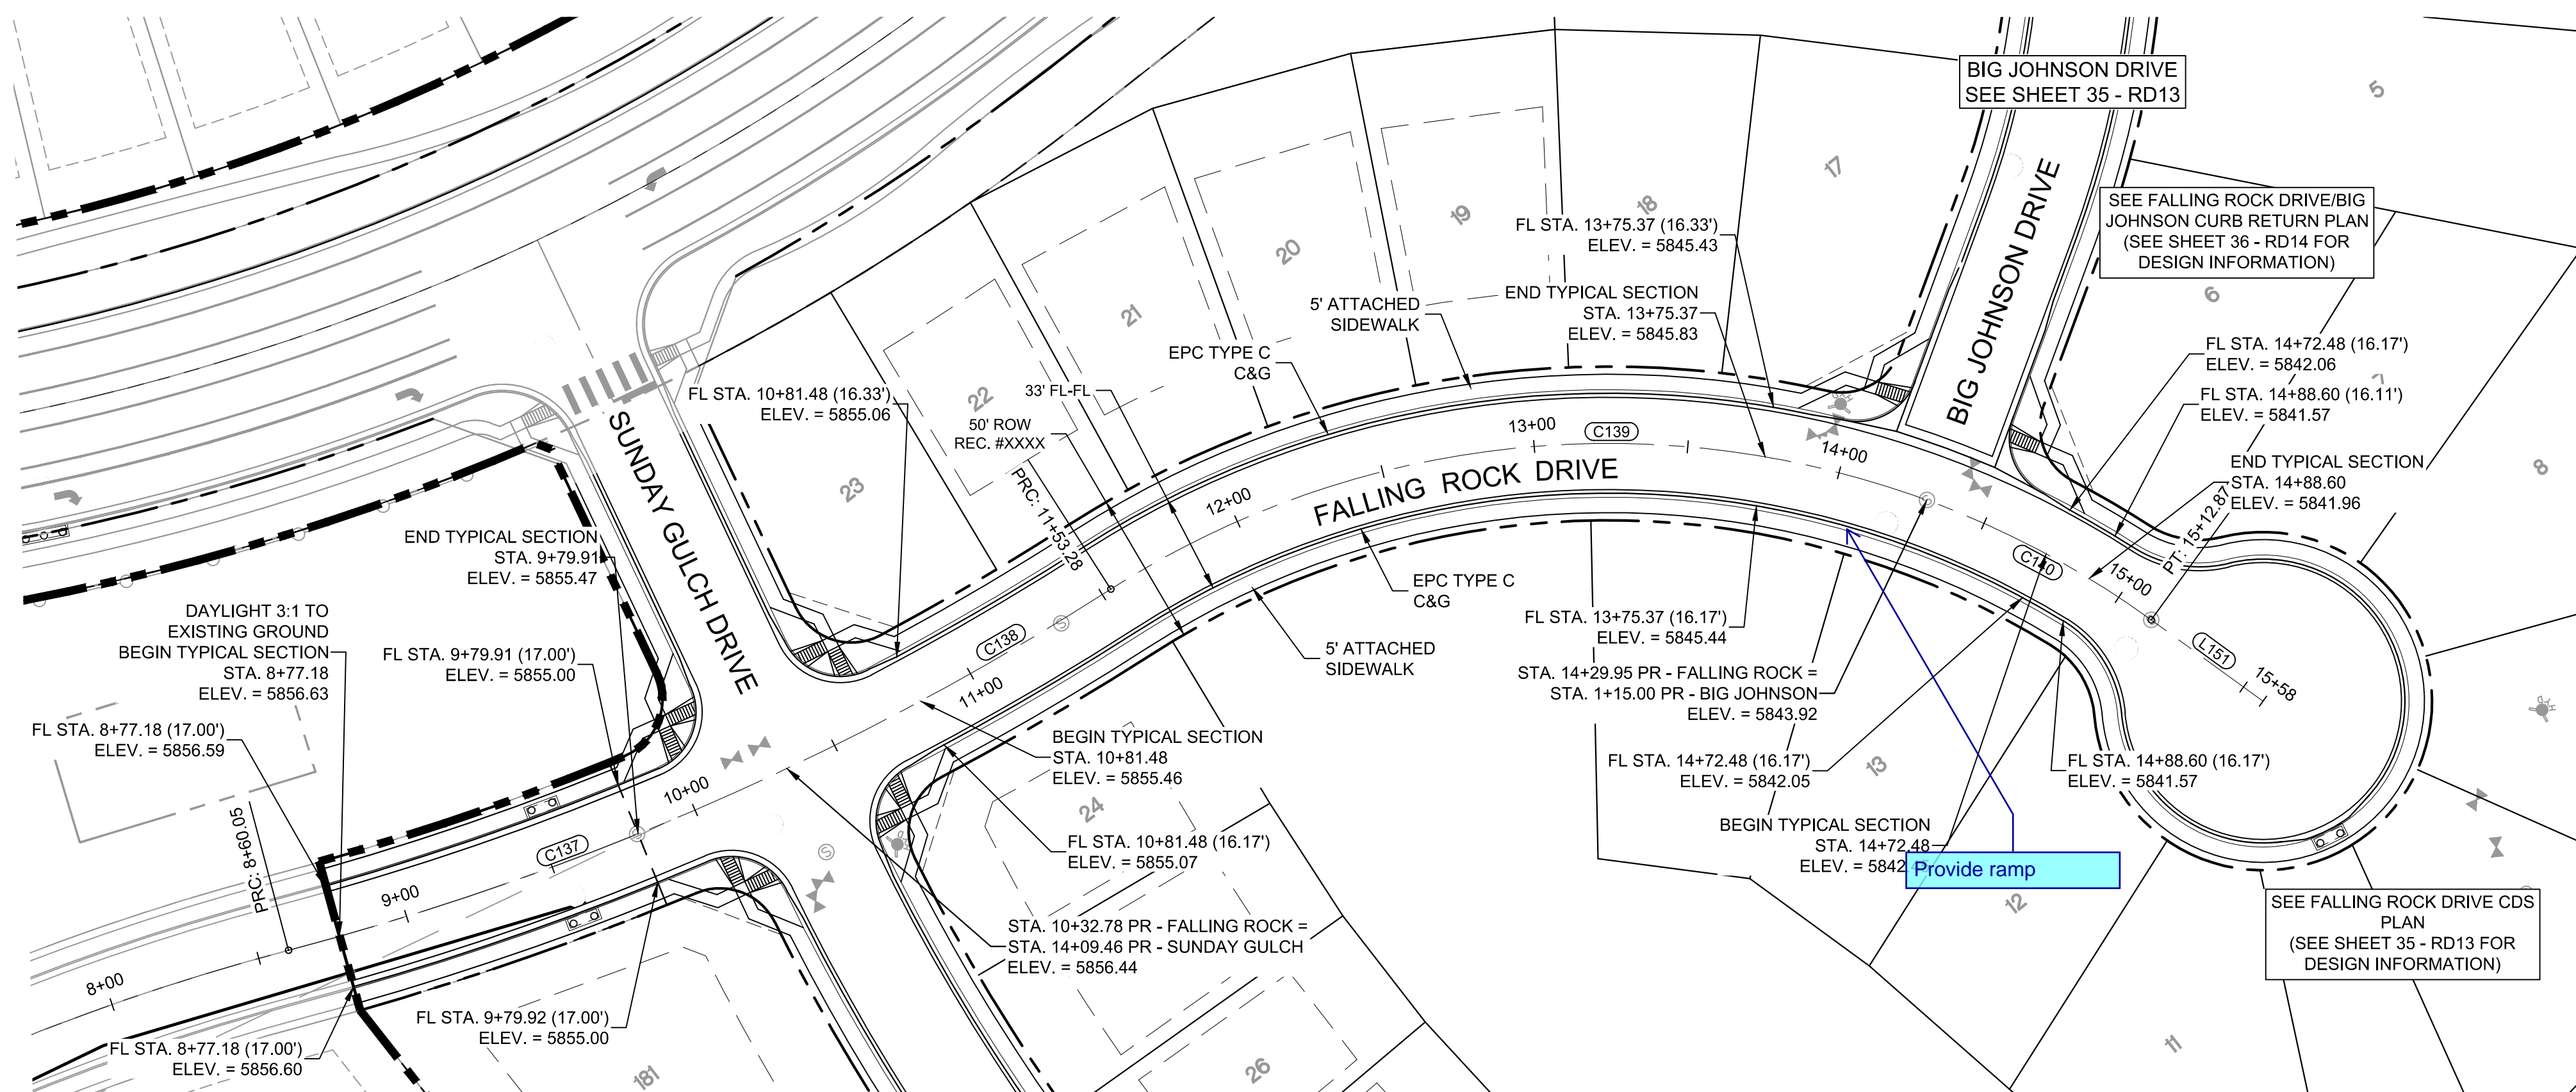 BIG JOHNSON DRIVE
SEE SHEET 35 - RD13
5
17
SEE FALLING ROCK DRIVE/BIG
JOHNSON CURB RETURN PLAN
(SEE SHEET 36 - RD14 FOR
DESIGN INFORMATION)
BIG JOHNSON DRIVE
18
19
20
21
22
23
FL STA. 13+75.37 (16.33')
ELEV. = 5845.43
END TYPICAL SECTION
STA. 13+75.37
ELEV. = 5845.83
5' ATTACHED
SIDEWALK
EPC TYPE C
C&G
33' FL-FL
50' ROW
REC. #XXXX
PRC: 11+53.28
FL STA. 10+81.48 (16.33')
ELEV. = 5855.06
6
FL STA. 14+72.48 (16.17')
ELEV. = 5842.06
7
FL STA. 14+88.60 (16.11')
ELEV. = 5841.57
END TYPICAL SECTION
STA. 14+88.60
ELEV. = 5841.96
PT: 15+12.87
8
SUNDAY GULCH DRIVE
FALLING ROCK DRIVE
12+00
13+00
C139
14+00
S
C140
15+00
L151
15+58
END TYPICAL SECTION
STA. 9+79.91
ELEV. = 5855.47
DAYLIGHT 3:1 TO
EXISTING GROUND
BEGIN TYPICAL SECTION
STA. 8+77.18
ELEV. = 5856.63
FL STA. 9+79.91 (17.00')
ELEV. = 5855.00
FL STA. 8+77.18 (17.00')
ELEV. = 5856.59
PRC: 8+60.05
8+00
9+00
C137
S
10+00
11+00
C138
S
S
EPC TYPE C
C&G
5' ATTACHED
SIDEWALK
FL STA. 13+75.37 (16.17')
ELEV. = 5845.44
STA. 14+29.95 PR - FALLING ROCK =
STA. 1+15.00 PR - BIG JOHNSON
ELEV. = 5843.92
FL STA. 14+72.48 (16.17')
ELEV. = 5842.05
13
FL STA. 14+88.60 (16.17')
ELEV. = 5841.57
BEGIN TYPICAL SECTION
STA. 14+72.48
ELEV. = 5842
Provide ramp
12
11
BEGIN TYPICAL SECTION
STA. 10+81.48
ELEV. = 5855.46
24
FL STA. 10+81.48 (16.17')
ELEV. = 5855.07
STA. 10+32.78 PR - FALLING ROCK =
STA. 14+09.46 PR - SUNDAY GULCH
ELEV. = 5856.44
FL STA. 9+79.92 (17.00')
ELEV. = 5855.00
FL STA. 8+77.18 (17.00')
ELEV. = 5856.60
181
26
SEE FALLING ROCK DRIVE CDS
PLAN
(SEE SHEET 35 - RD13 FOR
DESIGN INFORMATION)